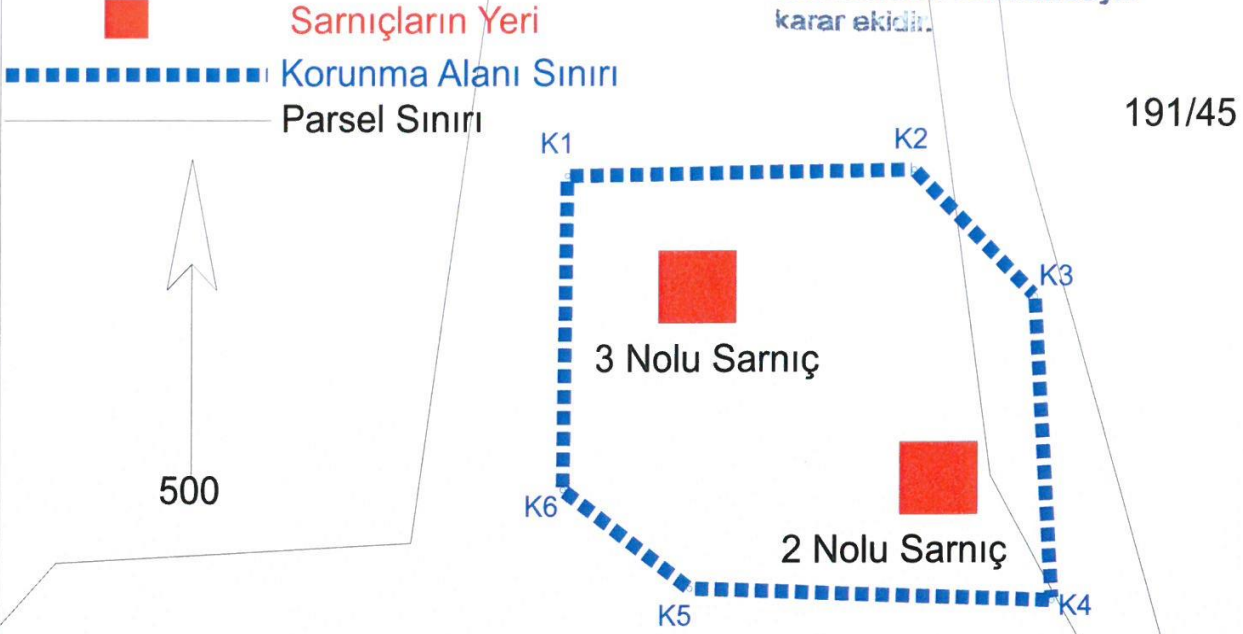 Sarnıçların Yeri
karar ekidir.
Korunma Alanı Sınırı
Parsel Sınırı
191/45
K1
K2
K3
3 Nolu Sarnıç
500
K6
2 Nolu Sarnıç
K5
K4